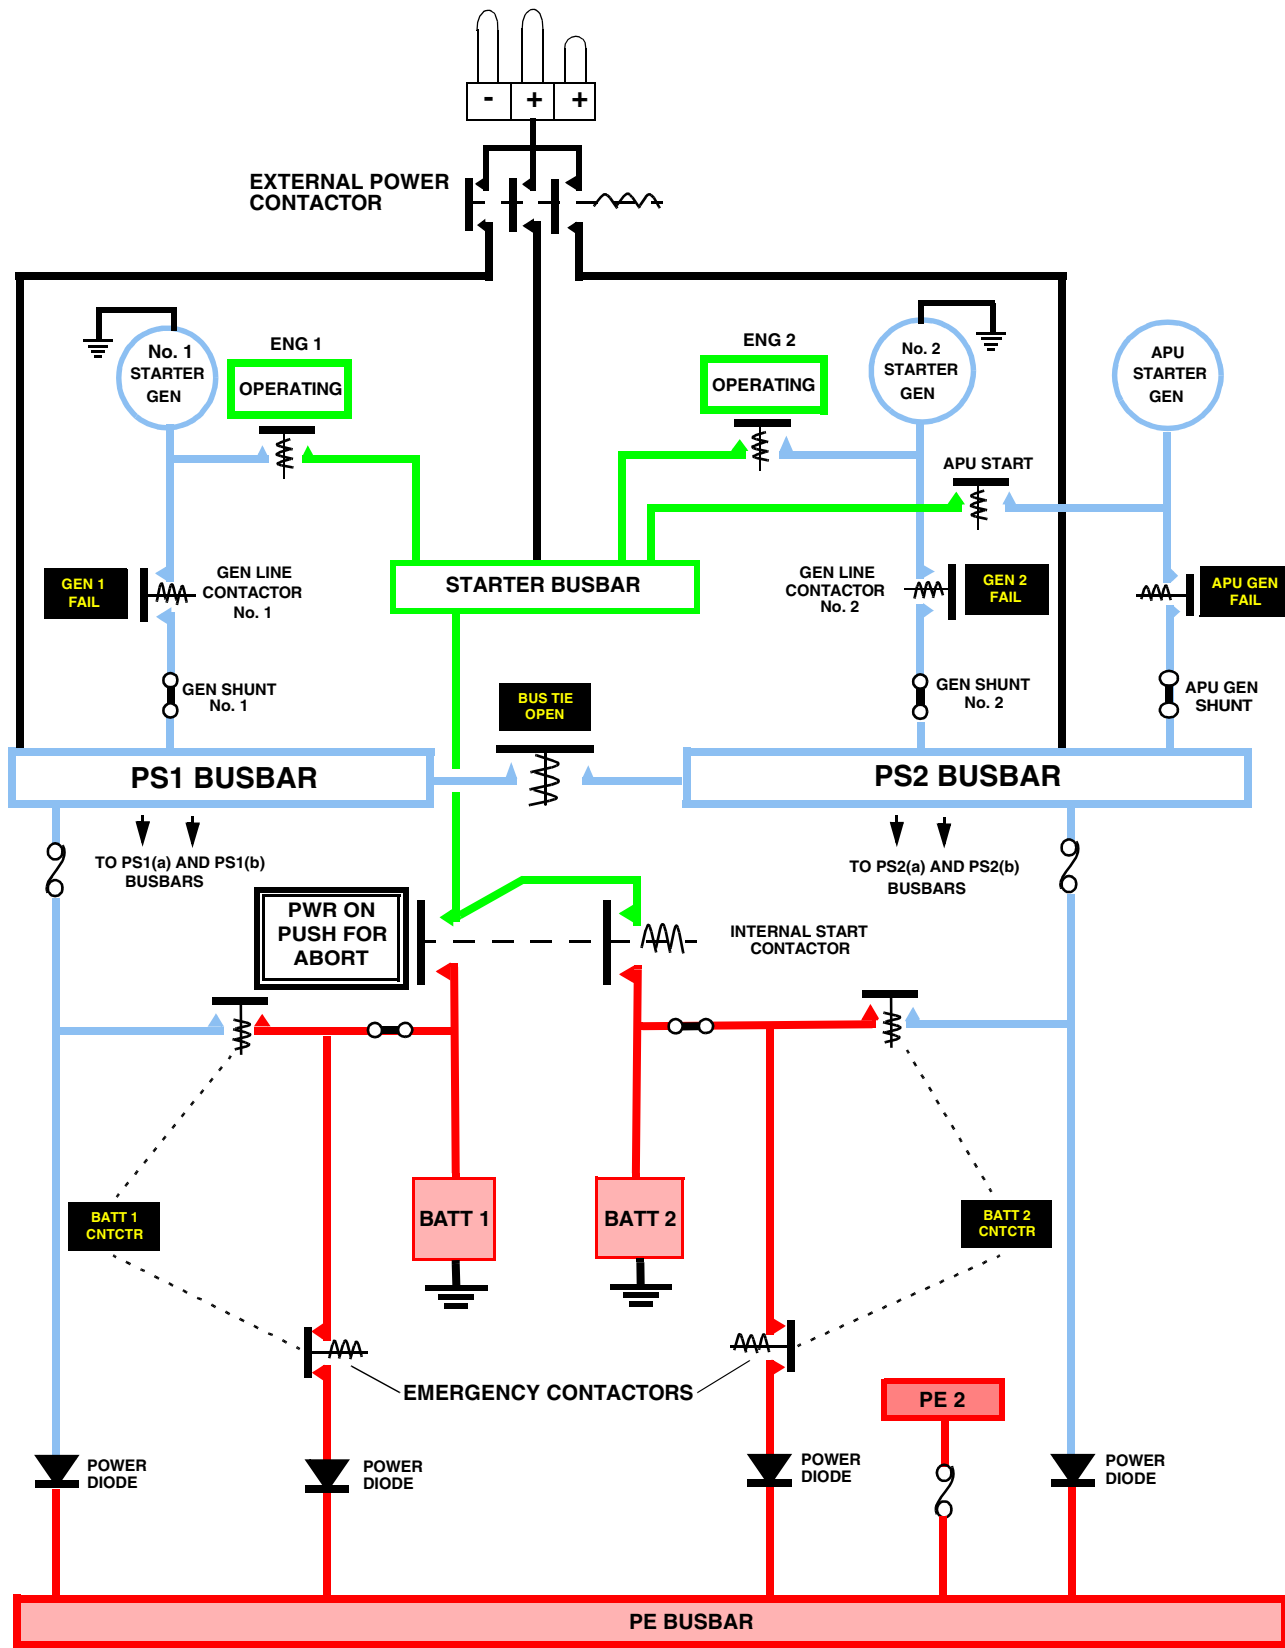 - + +
EXTERNAL POWER
CONTACTOR
No. 1
STARTER
GEN
ENG 1
OPERATING
ENG 2
OPERATING
No. 2
STARTER
GEN
APU
STARTER
GEN
APU START
GEN 1
FAIL
GEN LINE
CONTACTOR
No. 1
STARTER BUSBAR
GEN LINE
CONTACTOR
No. 2
GEN 2
FAIL
APU GEN
FAIL
GEN SHUNT
No. 1
BUS TIE
OPEN
GEN SHUNT
No. 2
APU GEN
SHUNT
PS1 BUSBAR
PS2 BUSBAR
TO PS1(a) AND PS1(b)
BUSBARS
TO PS2(a) AND PS2(b)
BUSBARS
PWR ON
PUSH FOR
ABORT
INTERNAL START
CONTACTOR
BATT 1
CNTCTR
BATT 1
BATT 2
BATT 2
CNTCTR
EMERGENCY CONTACTORS
PE 2
POWER
DIODE
POWER
DIODE
POWER
DIODE
POWER
DIODE
PE BUSBAR